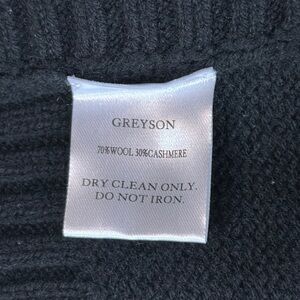 GREYSON
70%WOOL 30%CASHMERE
DRY CLEAN ONLY.
DO NOT IRON.